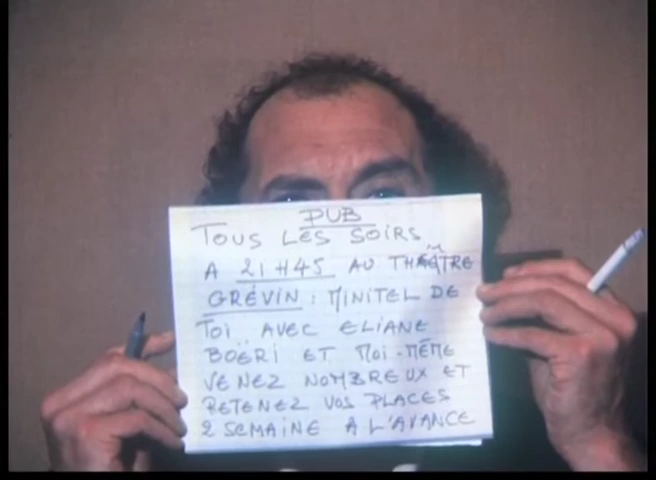 PUB
TOUS LES SOIRS
A 21H45 AU THÉÂTRE
GRÉVIN : MINITEL DE
TOI AVEC ELIANE
BOËRI ET MOI-MÊME
VENEZ NOMBREUX ET
RETENEZ VOS PLACES
2 SEMAINE A L'AVANCE